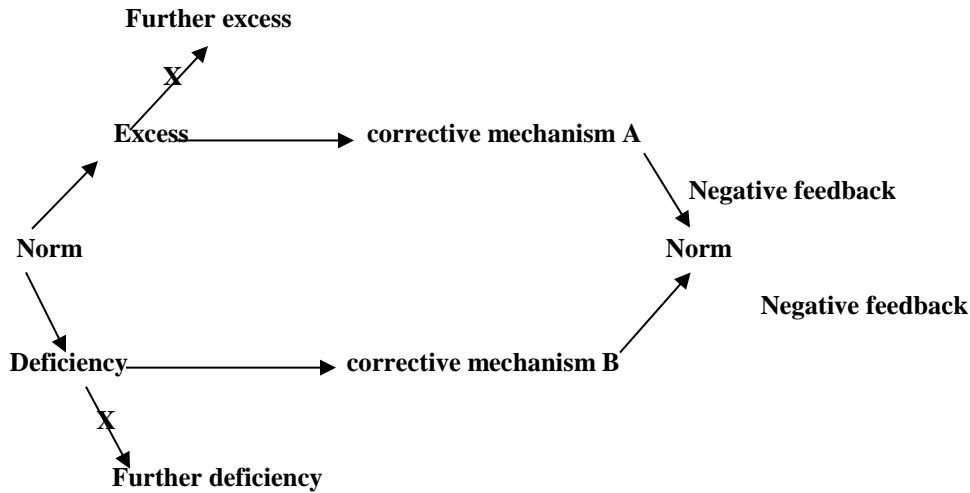 Further excess
X
Excess corrective mechanism A
Negative feedback
Norm Norm
Negative feedback
Deficiency corrective mechanism B
X
Further deficiency